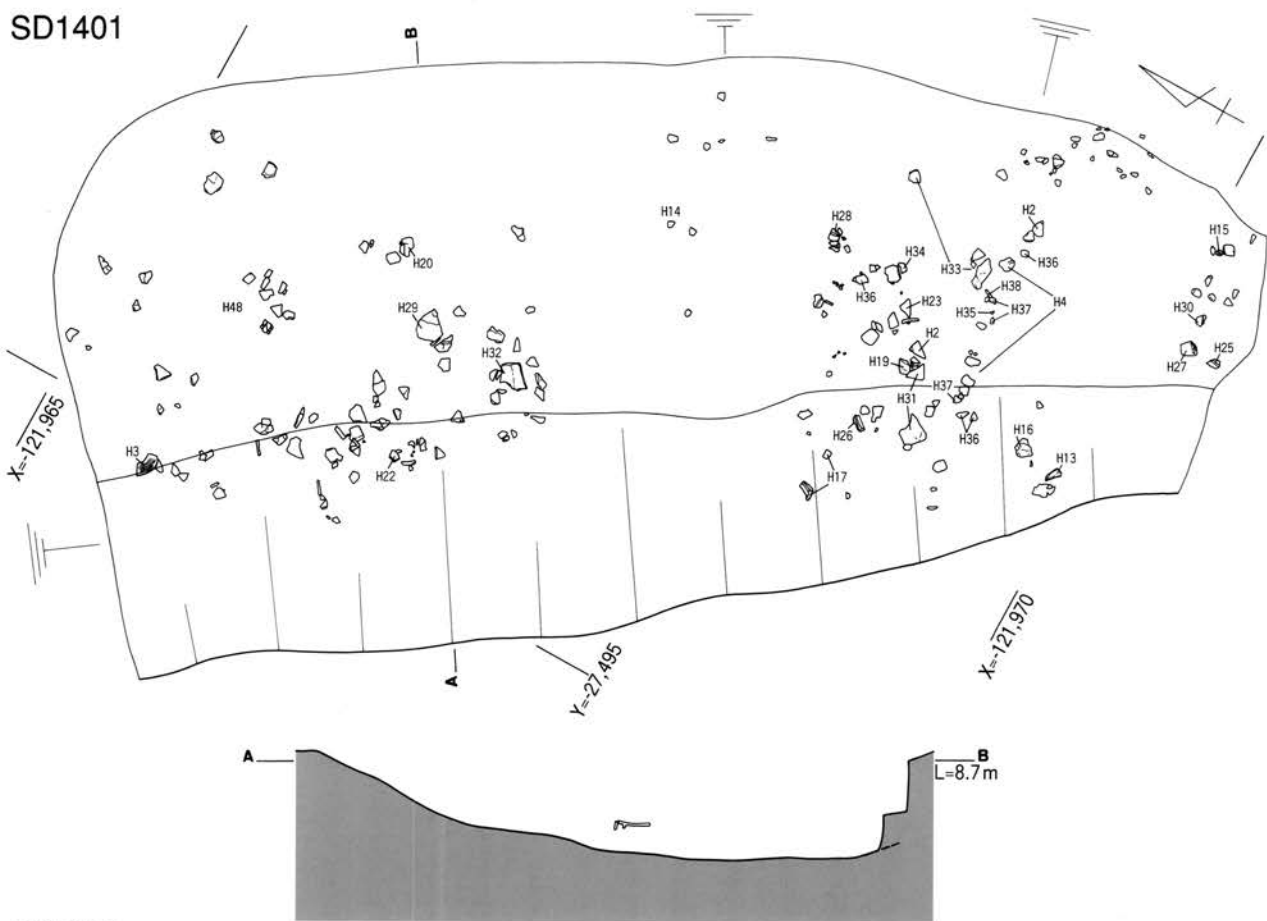 SD1401
B
H14
H28
H2
H15
H34
H20
H33
H36
H36
H38
H48
H23
H4
H29
H35
H37
H30
H2
H32
H19
H27
H25
H37
H31
H26
H36
H16
H3
H22
H17
H13
X=-121,965
A
Y=-27,495
X=-121,970
A
B
L=8.7m